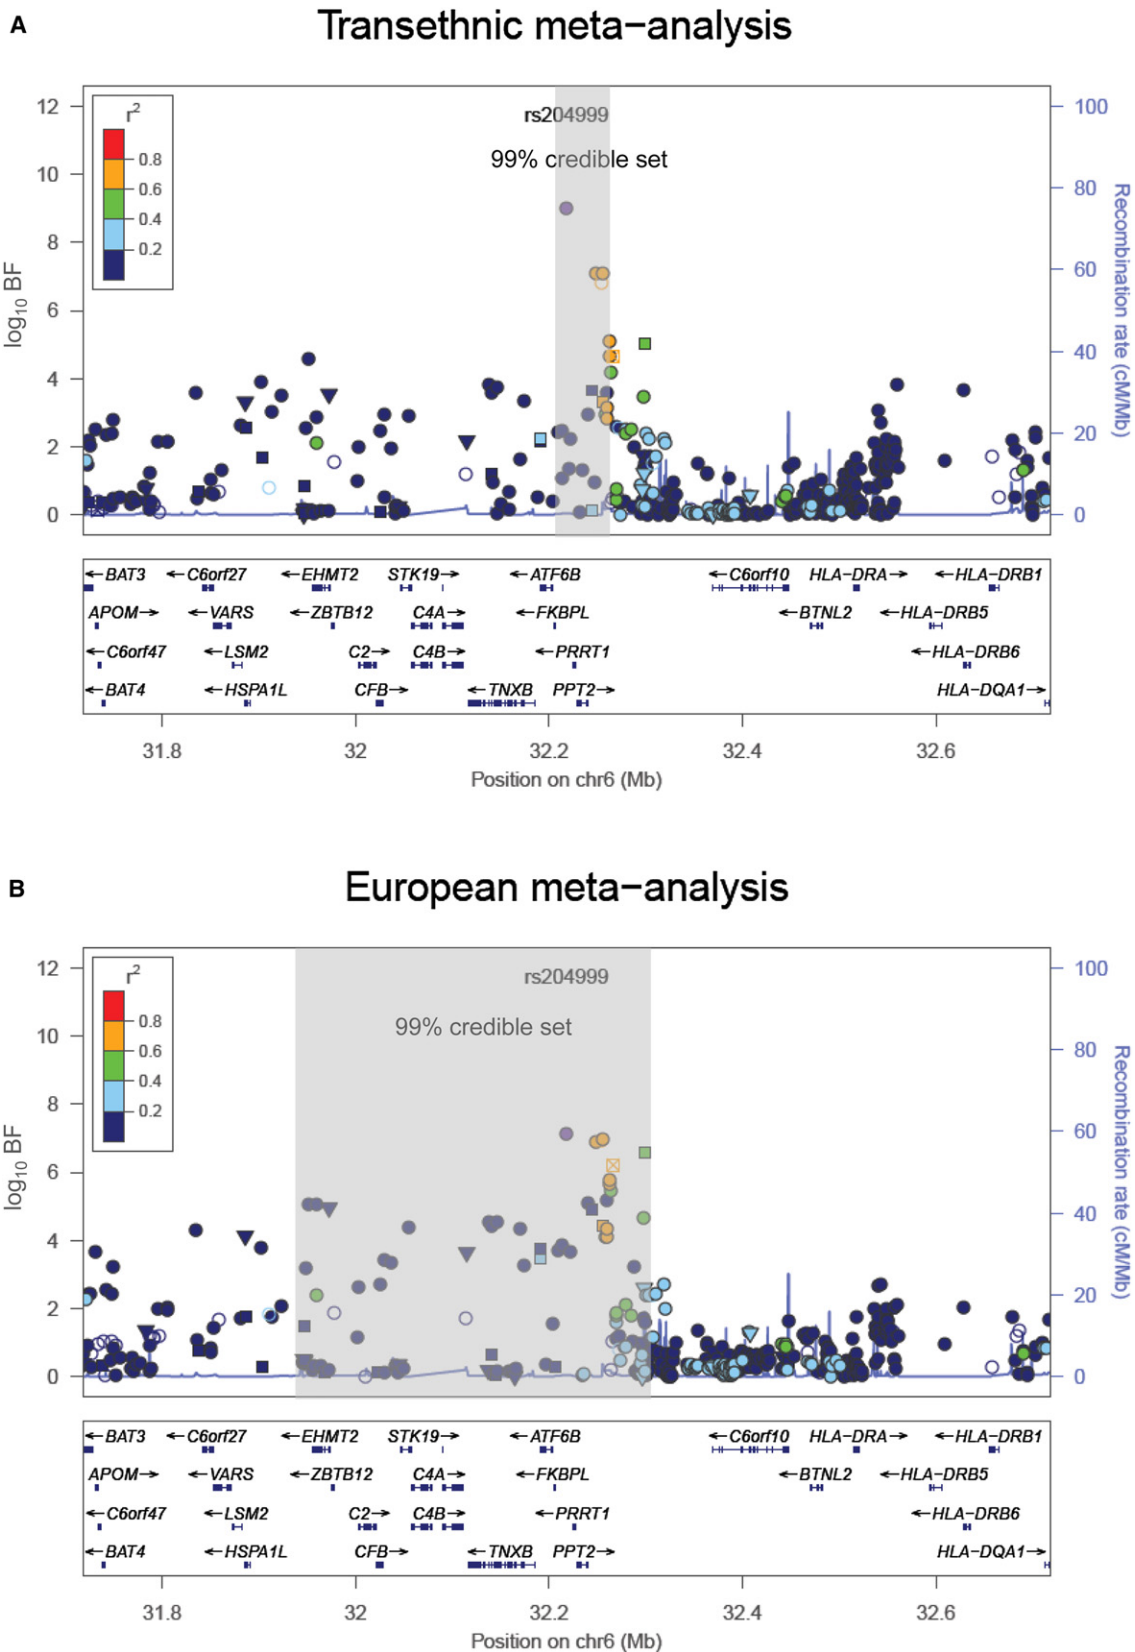 A
Transethnic meta−analysis
rs204999
99% credible set
r2
0.8
0.6
0.4
0.2
12
10
8
6
4
2
0
log10 BF
100
80
60
40
20
0
Recombination rate (cM/Mb)
←BAT3 ←C6orf27 ←EHMT2 STK19→ ←ATF6B ←C6orf10 HLA−DRA→ ←HLA−DRB1
APOM→ ←VARS ←ZBTB12 C4A→ ←FKBPL ←BTNL2 ←HLA−DRB5
←C6orf47 ←LSM2 C2→ C4B→ ←PRRT1 ←HLA−DRB6
←BAT4 ←HSPA1L CFB→ ←TNXB PPT2→ HLA−DQA1→
31.8 32 32.2 32.4 32.6
Position on chr6 (Mb)
B
European meta−analysis
rs204999
99% credible set
r2
0.8
0.6
0.4
0.2
12
10
8
6
4
2
0
log10 BF
100
80
60
40
20
0
Recombination rate (cM/Mb)
←BAT3 ←C6orf27 ←EHMT2 STK19→ ←ATF6B ←C6orf10 HLA−DRA→ ←HLA−DRB1
APOM→ ←VARS ←ZBTB12 C4A→ ←FKBPL ←BTNL2 ←HLA−DRB5
←C6orf47 ←LSM2 C2→ C4B→ ←PRRT1 ←HLA−DRB6
←BAT4 ←HSPA1L CFB→ ←TNXB PPT2→ HLA−DQA1→
31.8 32 32.2 32.4 32.6
Position on chr6 (Mb)